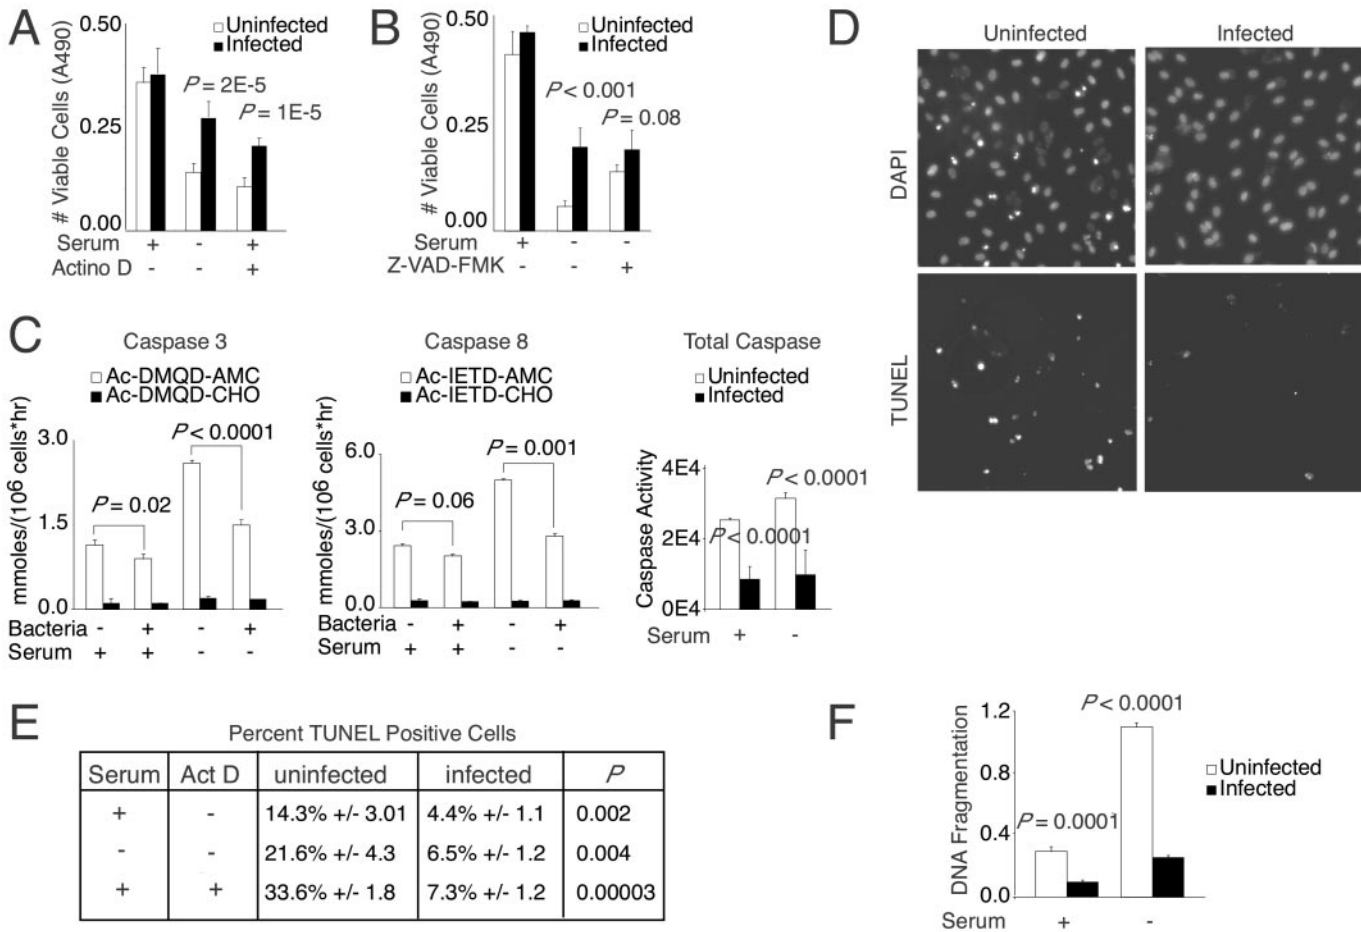 A
□Uninfected
■Infected
# Viable Cells (A490)
0.50
0.25
0.00
P = 2E-5
P = 1E-5
Serum + - +
Actino D - - +
B
□Uninfected
■Infected
# Viable Cells (A490)
0.50
0.25
0.00
P < 0.001
P = 0.08
Serum + - -
Z-VAD-FMK - - +
C
Caspase 3
□Ac-DMQD-AMC
■Ac-DMQD-CHO
mmoles/(10⁶ cells*hr)
3.0
1.5
0.0
P < 0.0001
P = 0.02
Bacteria - + - +
Serum + + - -
Caspase 8
□Ac-IETD-AMC
■Ac-IETD-CHO
mmoles/(10⁶ cells*hr)
6.0
3.0
0.0
P = 0.001
P = 0.06
Bacteria - + - +
Serum + + - -
Total Caspase
□Uninfected
■Infected
Caspase Activity
4E4
2E4
0E4
P < 0.0001
P < 0.0001
Serum + -
D
Uninfected Infected
DAPI
TUNEL
E
Percent TUNEL Positive Cells
Serum Act D uninfected infected P
+ - 14.3% +/- 3.01 4.4% +/- 1.1 0.002
- - 21.6% +/- 4.3 6.5% +/- 1.2 0.004
+ + 33.6% +/- 1.8 7.3% +/- 1.2 0.00003
F
DNA Fragmentation
1.2
0.8
0.4
0.0
P < 0.0001
P = 0.0001
□Uninfected
■Infected
Serum + -